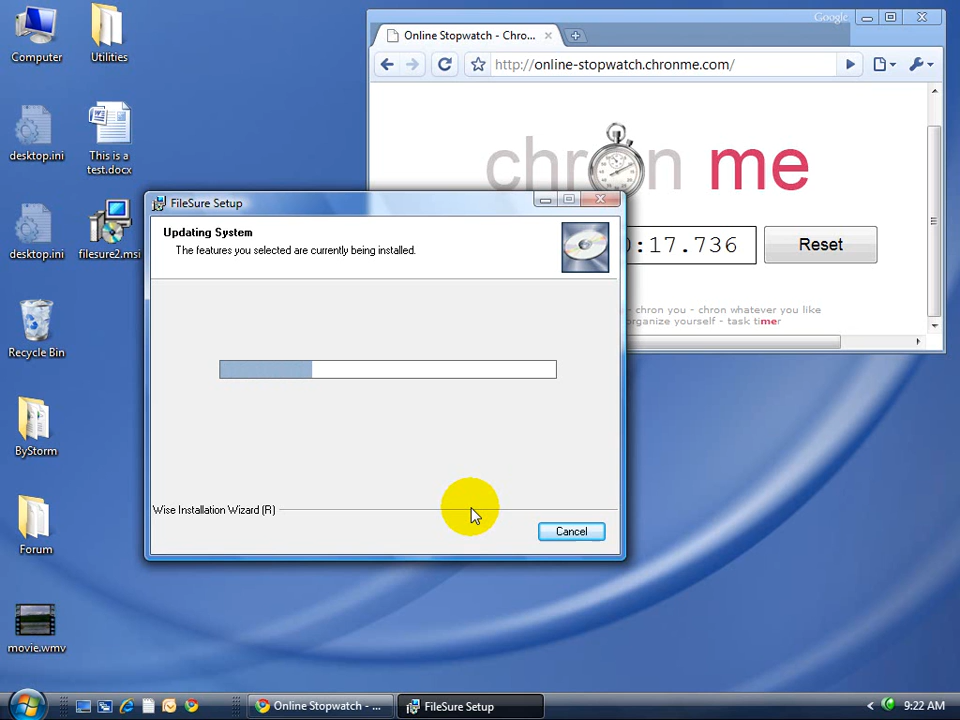 Computer
Utilities
desktop.ini
This is a
test.docx
desktop.ini
filesure2.msi
Recycle Bin
ByStorm
Forum
movie.wmv
Google
Online Stopwatch - Chro...
http://online-stopwatch.chronme.com/
chron me
:17.736
Reset
- chron you - chron whatever you like
organize yourself - task timer
FileSure Setup
Updating System
The features you selected are currently being installed.
Wise Installation Wizard (R)
Cancel
Online Stopwatch - ...
FileSure Setup
9:22 AM